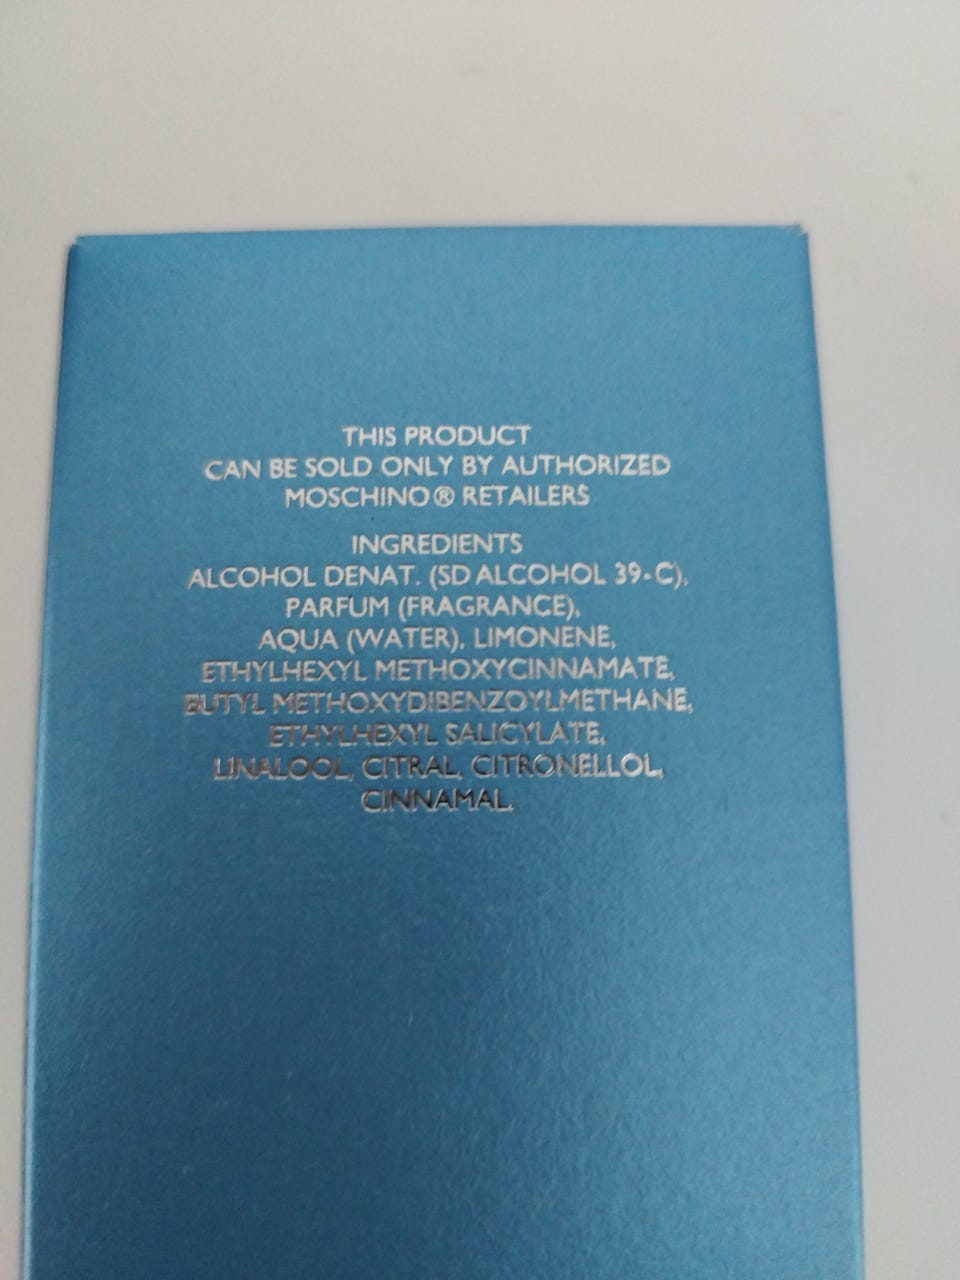 THIS PRODUCT
CAN BE SOLD ONLY BY AUTHORIZED
MOSCHINO® RETAILERS
INGREDIENTS
ALCOHOL DENAT. (SD ALCOHOL 39-C),
PARFUM (FRAGRANCE),
AQUA (WATER), LIMONENE,
ETHYLHEXYL METHOXYCINNAMATE,
BUTYL METHOXYDIBENZOYLMETHANE,
ETHYLHEXYL SALICYLATE,
LINALOOL, CITRAL, CITRONELLOL,
CINNAMAL.